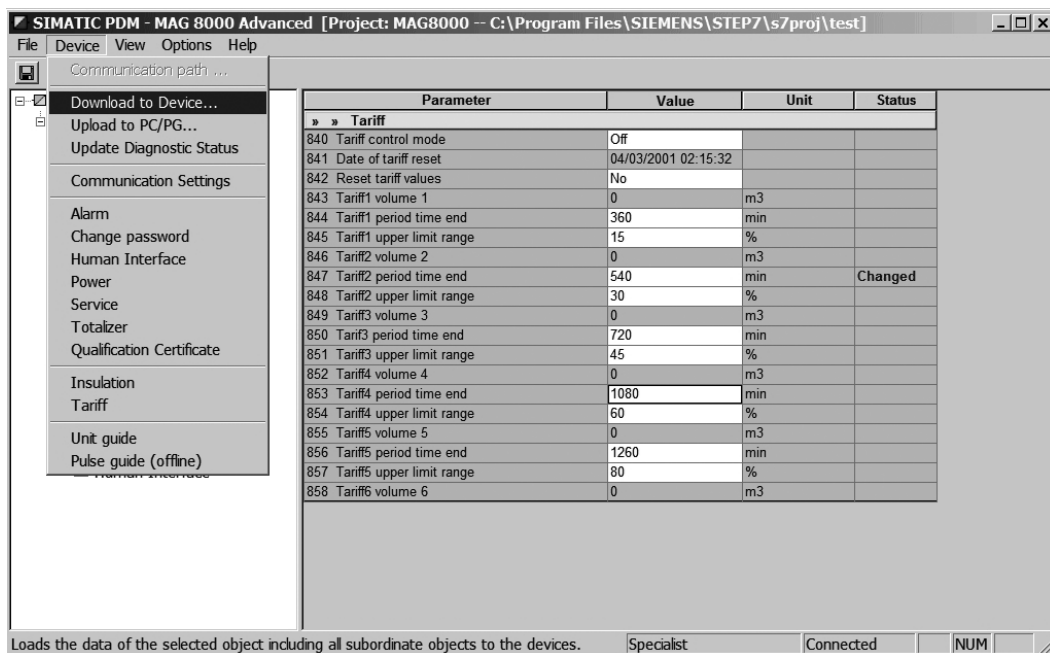 SIMATIC PDM - MAG 8000 Advanced [Project: MAG8000 -- C:\Program Files\SIEMENS\STEP7\s7proj\test]
File Device View Options Help
Communication path ...
Download to Device...
Upload to PC/PG...
Update Diagnostic Status
Communication Settings
Alarm
Change password
Human Interface
Power
Service
Totalizer
Qualification Certificate
Insulation
Tariff
Unit guide
Pulse guide (offline)
Human Interface
Parameter Value Unit Status
» » Tariff
840 Tariff control mode Off
841 Date of tariff reset 04/03/2001 02:15:32
842 Reset tariff values No
843 Tariff1 volume 1 0 m3
844 Tariff1 period time end 360 min
845 Tariff1 upper limit range 15 %
846 Tariff2 volume 2 0 m3
847 Tariff2 period time end 540 min Changed
848 Tariff2 upper limit range 30 %
849 Tariff3 volume 3 0 m3
850 Tarif3 period time end 720 min
851 Tariff3 upper limit range 45 %
852 Tariff4 volume 4 0 m3
853 Tariff4 period time end 1080 min
854 Tariff4 upper limit range 60 %
855 Tariff5 volume 5 0 m3
856 Tariff5 period time end 1260 min
857 Tariff5 upper limit range 80 %
858 Tariff6 volume 6 0 m3
Loads the data of the selected object including all subordinate objects to the devices. Specialist Connected NUM